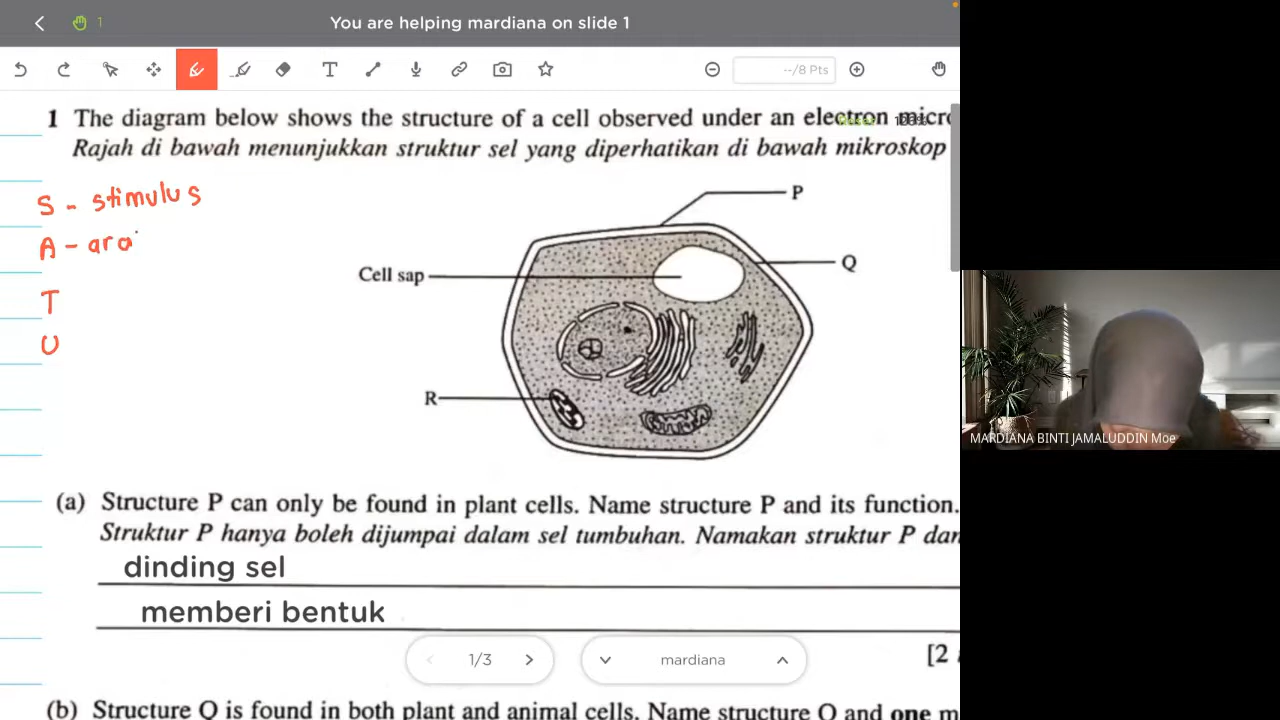 1
You are helping mardiana on slide 1
T
--/8 Pts
1 The diagram below shows the structure of a cell observed under an electron micro
Rajah di bawah menunjukkan struktur sel yang diperhatikan di bawah mikroskop
S - stimulus
P
A - ara
Q
Cell sap
T
U
R
MARDIANA BINTI JAMALUDDIN Moe
(a) Structure P can only be found in plant cells. Name structure P and its function.
Struktur P hanya boleh dijumpai dalam sel tumbuhan. Namakan struktur P dan
dinding sel
memberi bentuk
1/3
mardiana
[2
(b) Structure Q is found in both plant and animal cells. Name structure Q and one m